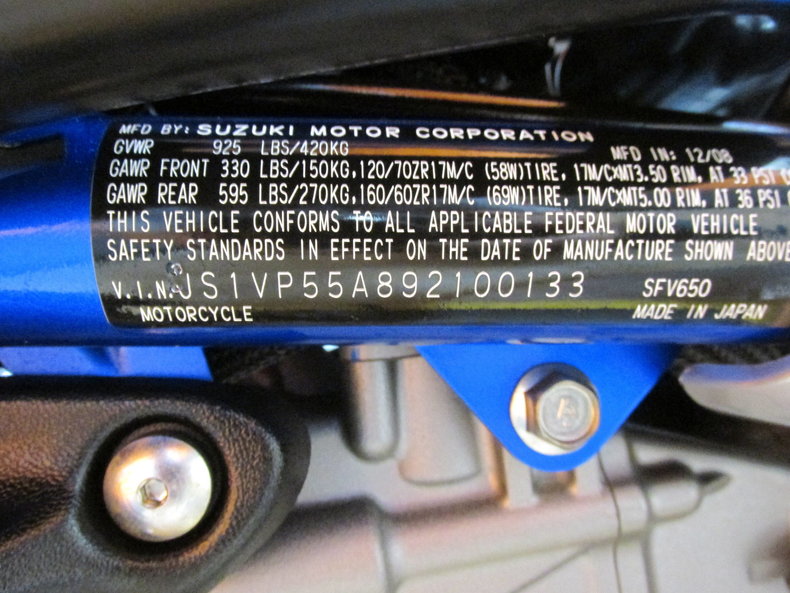 MFD BY: SUZUKI MOTOR CORPORATION
GVWR 925 LBS/420KG MFD IN: 12/08
GAWR FRONT 330 LBS/150KG,120/70ZR17M/C (58W)TIRE, 17M/CXMT3.50 RIM, AT 33 PSI
GAWR REAR 595 LBS/270KG,160/60ZR17M/C (69W)TIRE, 17M/CXMT5.00 RIM, AT 36 PSI
THIS VEHICLE CONFORMS TO ALL APPLICABLE FEDERAL MOTOR VEHICLE
SAFETY STANDARDS IN EFFECT ON THE DATE OF MANUFACTURE SHOWN ABOVE
V.I.N. JS1VP55A892100133 SFV650
MOTORCYCLE MADE IN JAPAN